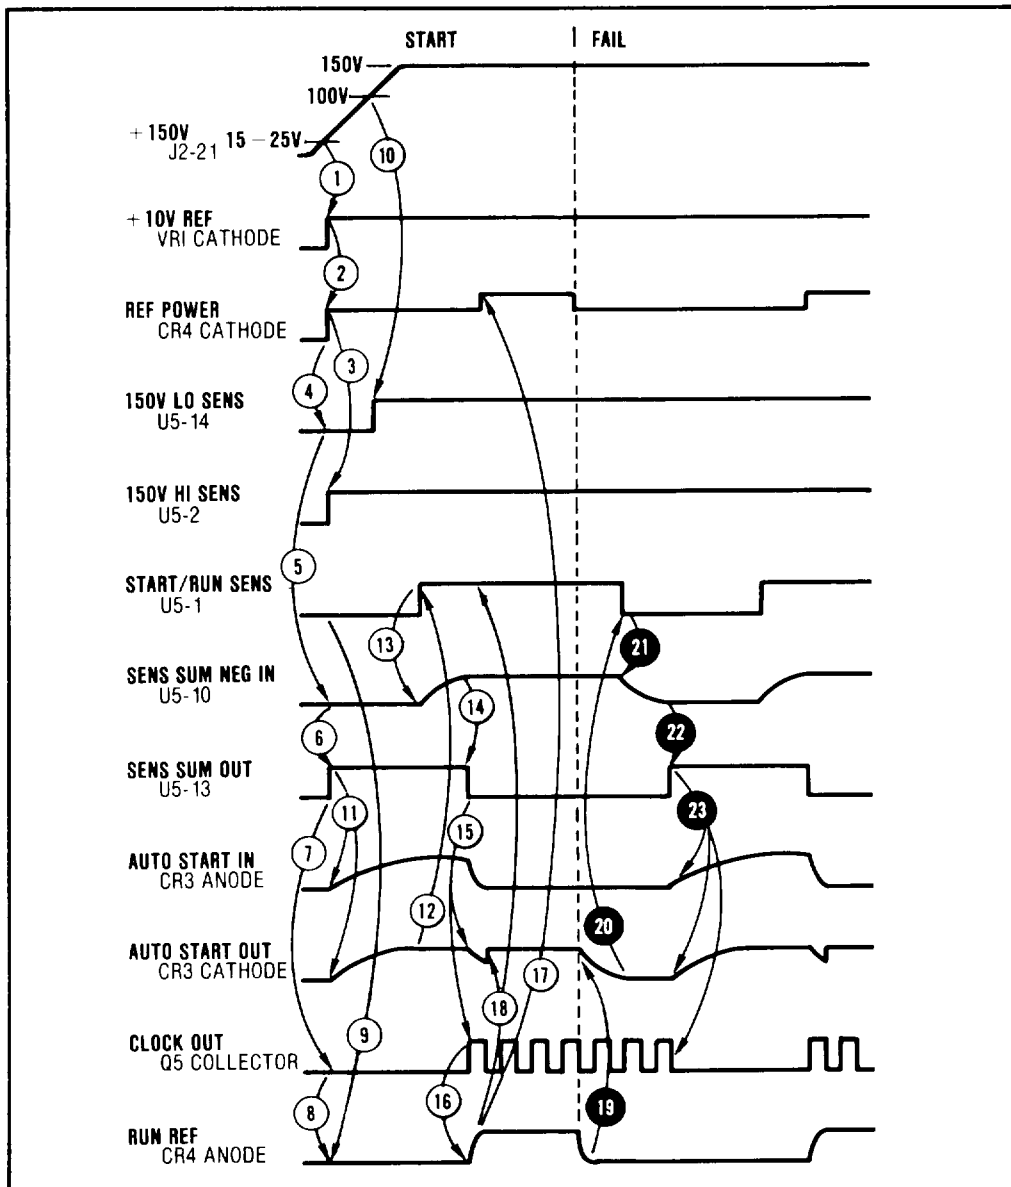 START | FAIL
150V
100V
+150V 15-25V
J2-21
10
1
+10V REF
VR1 CATHODE
2
REF POWER
CR4 CATHODE
3
4
150V LO SENS
U5-14
150V HI SENS
U5-2
5
START/RUN SENS
U5-1
13
21
SENS SUM NEG IN
U5-10
14
6
22
SENS SUM OUT
U5-13
11
23
15
7
AUTO START IN
CR3 ANODE
12
20
AUTO START OUT
CR3 CATHODE
17
18
9
CLOCK OUT
Q5 COLLECTOR
16
19
8
RUN REF
CR4 ANODE